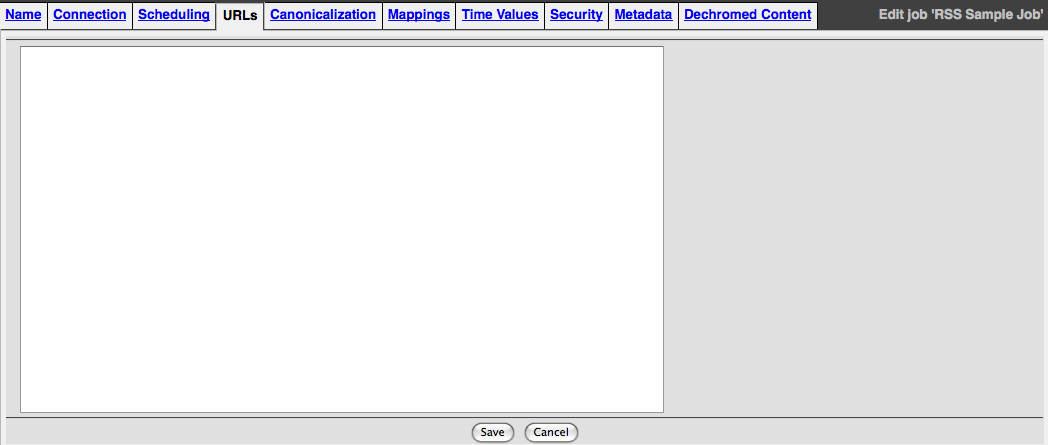 Name Connection Scheduling URLs Canonicalization Mappings Time Values Security Metadata Dechromed Content Edit job 'RSS Sample Job'
Save Cancel